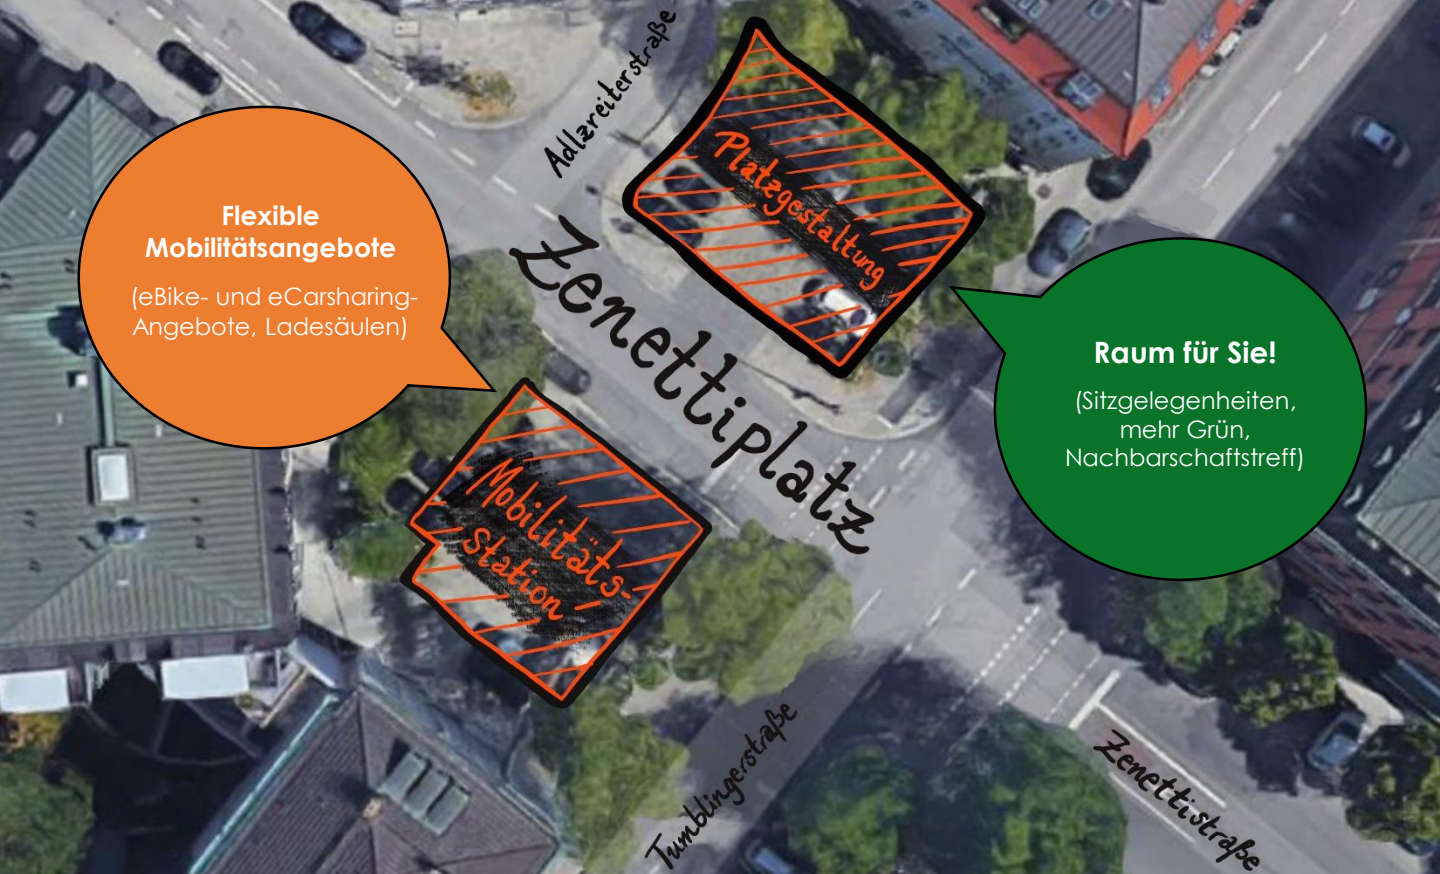 Adlzreiterstraße
Platzgestaltung
Flexible
Mobilitätsangebote
(eBike- und eCarsharing-
Angebote, Ladesäulen)
Zenettiplatz
Raum für Sie!
(Sitzgelegenheiten,
mehr Grün,
Nachbarschaftstreff)
Mobilitäts-
Station
Tumblingerstraße
Zenettistraße